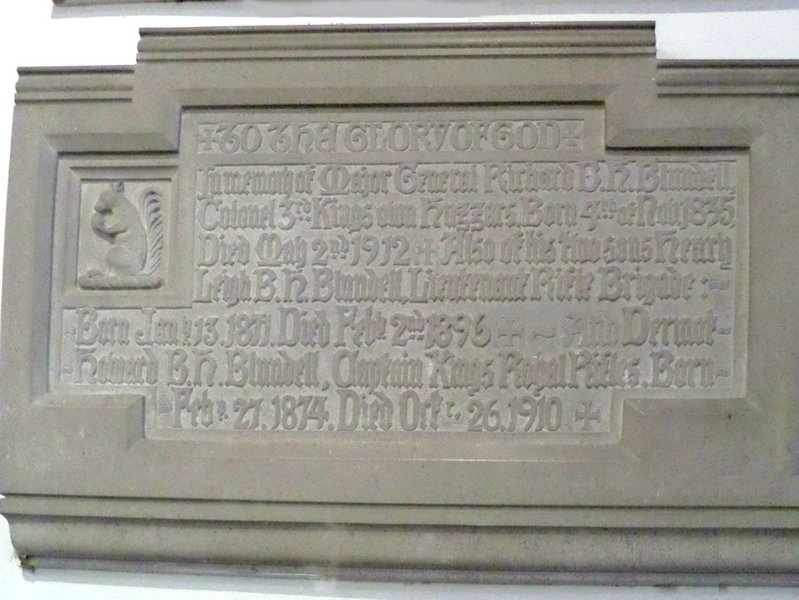 +TO THE GLORY OF GOD+
In memory of Major General Richard B.H. Blundell,
Colonel 3rd Kings own Huzzars. Born 4th of Novr 1835,
Died May 2nd 1912 + Also of his two sons Henry
Leigh B.H. Blundell, Lieutenant Rifle Brigade :~
~Born Jany 13. 1871. Died Feby 2nd 1896 + ~ And Dermot~
~Howard B.H. Blundell, Captain Kings Royal Rifles. Born~
~Feby. 27. 1874. Died Octr. 26. 1910. +